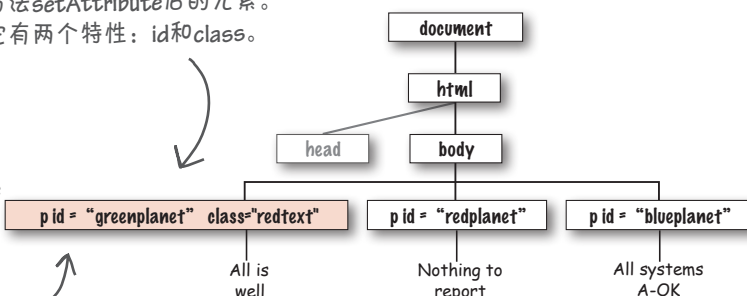 法setAttribute后的元素。
它有两个特性：id和class。
document
html
head
body
p id = “greenplanet” class="redtext"
p id = “redplanet”
p id = “blueplanet”
All is
well
Nothing to
report
All systems
A-OK